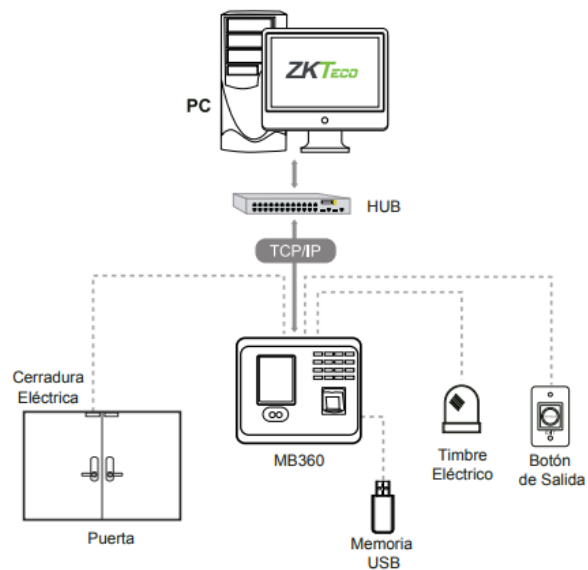 ZKTeco
PC
HUB
TCP/IP
Cerradura
Eléctrica
MB360
Timbre
Eléctrico
Botón
de Salida
Puerta
Memoria
USB